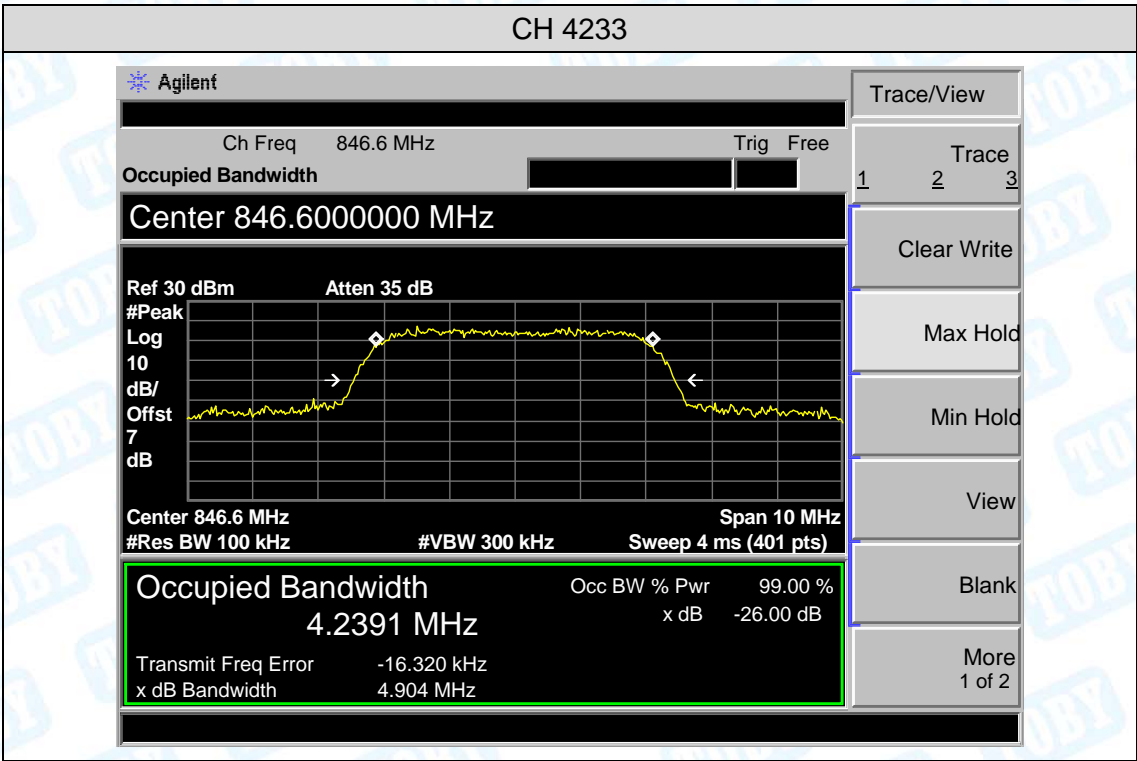 CH 4233
Agilent
Trace/View
Ch Freq 846.6 MHz Trig Free
Occupied Bandwidth
Trace
1 2 3
Center 846.6000000 MHz
Clear Write
Ref 30 dBm Atten 35 dB
#Peak
Log
10
dB/
Offst
7
dB
Max Hold
Min Hold
View
Center 846.6 MHz Span 10 MHz
#Res BW 100 kHz #VBW 300 kHz Sweep 4 ms (401 pts)
Occupied Bandwidth Occ BW % Pwr 99.00 %
4.2391 MHz x dB -26.00 dB
Blank
Transmit Freq Error -16.320 kHz
x dB Bandwidth 4.904 MHz
More
1 of 2
TOBY